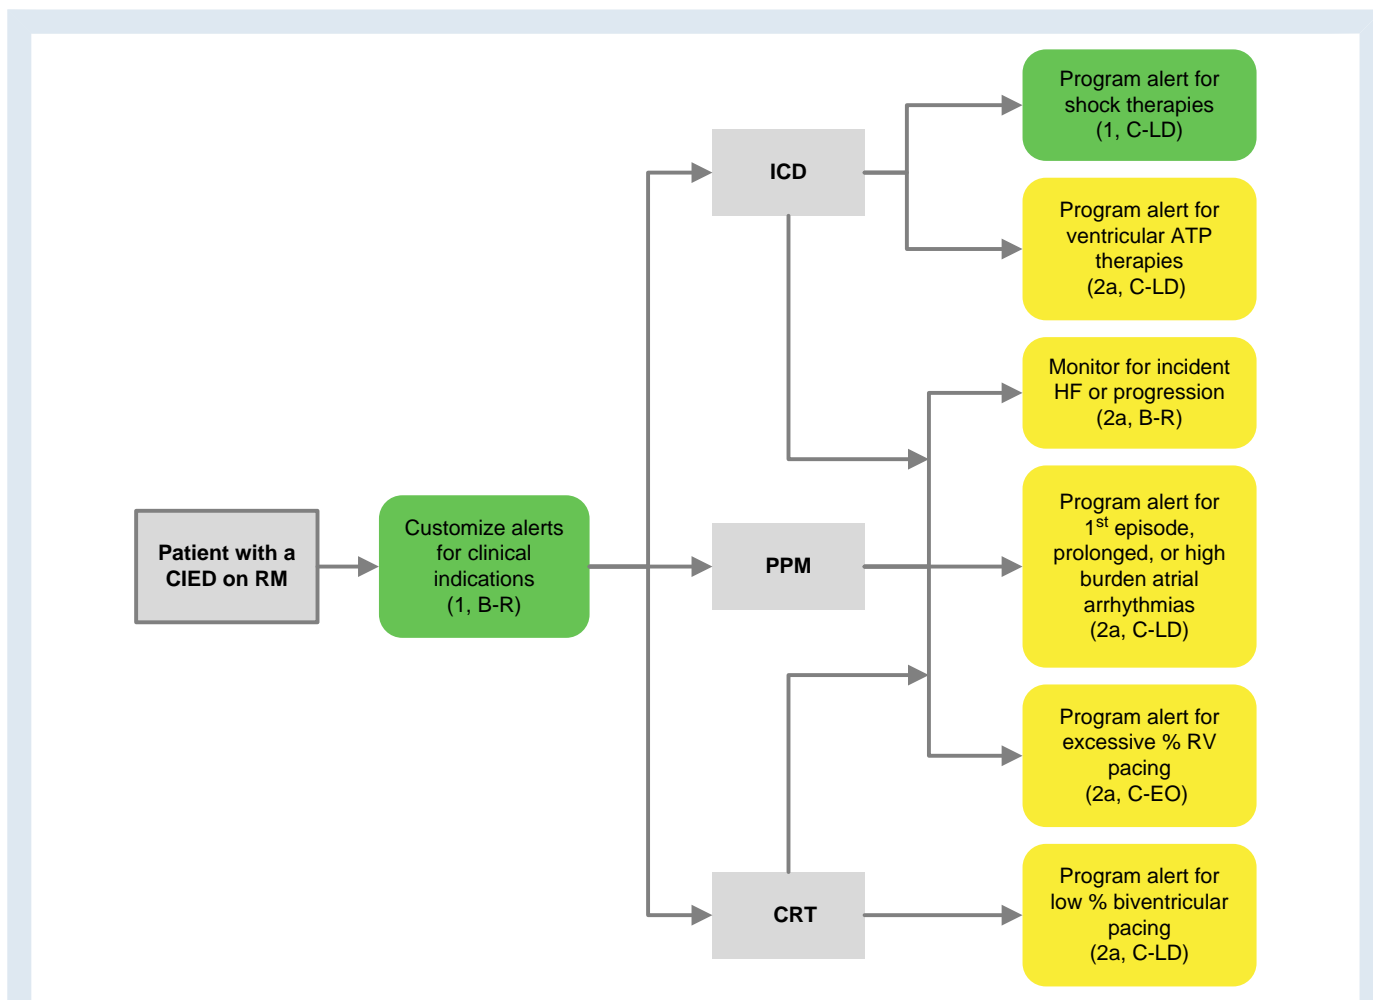 Program alert for
shock therapies
(1, C-LD)
ICD
Program alert for
ventricular ATP
therapies
(2a, C-LD)
Monitor for incident
HF or progression
(2a, B-R)
Patient with a
CIED on RM
Customize alerts
for clinical
indications
(1, B-R)
PPM
Program alert for
1st episode,
prolonged, or high
burden atrial
arrhythmias
(2a, C-LD)
Program alert for
excessive % RV
pacing
(2a, C-EO)
CRT
Program alert for
low % biventricular
pacing
(2a, C-LD)